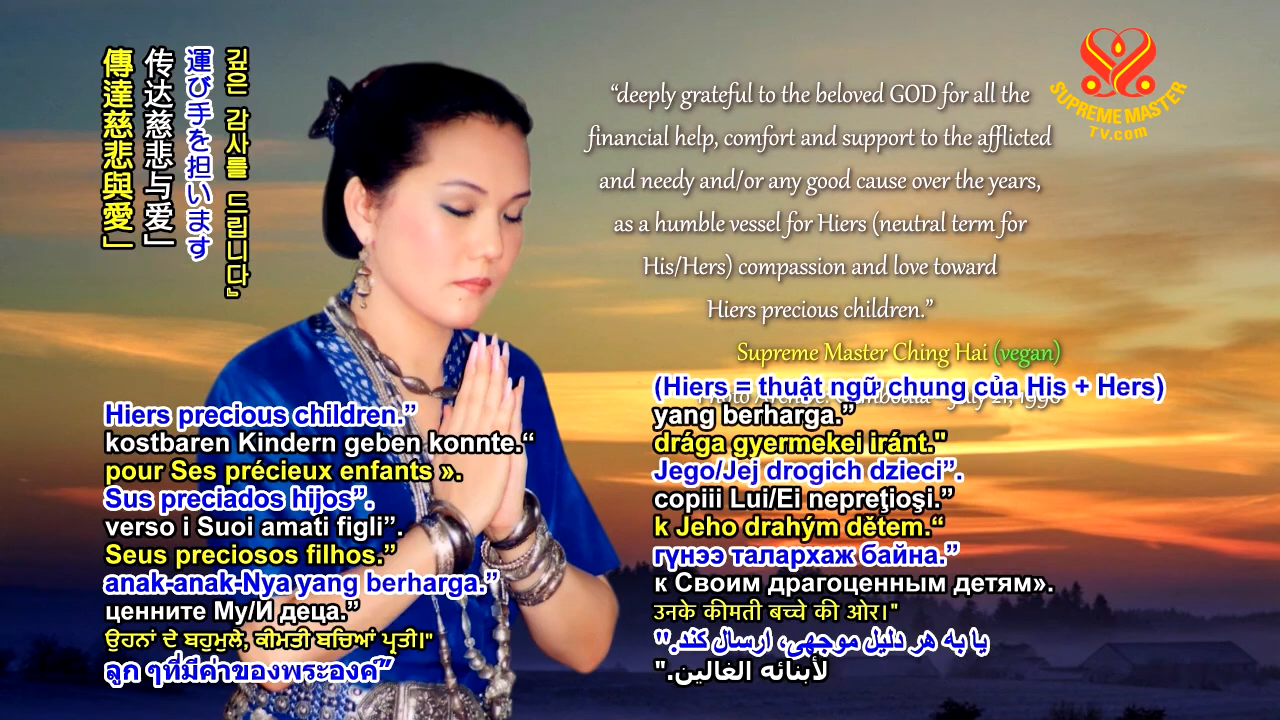 傳達慈悲與愛」
传达慈悲与爱」
運び手を担います
깊은 감사를 드립니다』
“deeply grateful to the beloved GOD for all the
financial help, comfort and support to the afflicted
and needy and/or any good cause over the years,
as a humble vessel for Hiers (neutral term for
His/Hers) compassion and love toward
Hiers precious children.”
Supreme Master Ching Hai (vegan)
SUPREME MASTER
TV.com
Hiers precious children.”
kostbaren Kindern geben konnte.“
pour Ses précieux enfants ».
Sus preciados hijos”.
verso i Suoi amati figli”.
Seus preciosos filhos.”
anak-anak-Nya yang berharga.”
ценните Му/И деца.”
ਉਹਨਾਂ ਦੇ ਬਹੁਮੁਲੇ, ਕੀਮਤੀ ਬਚਿਆਂ ਪ੍ਰਤੀ।"
ลูก ๆที่มีค่าของพระองค์”
(Hiers = thuật ngữ chung của His + Hers)
yang berharga.”
drága gyermekei iránt."
Jego/Jej drogich dzieci”.
copiii Lui/Ei nepreţioşi.”
k Jeho drahým dětem.“
гүнээ талархаж байна.”
к Своим драгоценным детям».
उनके कीमती बच्चे की ओर।"
یا به هر دلیل موجهی، ارسال کند."
لأبنائه الغالين."